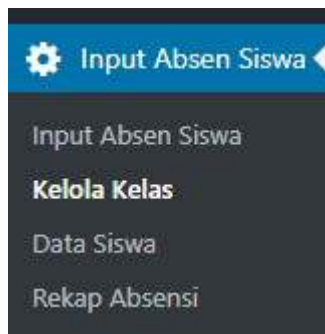 Input Absen Siswa
Input Absen Siswa
Kelola Kelas
Data Siswa
Rekap Absensi